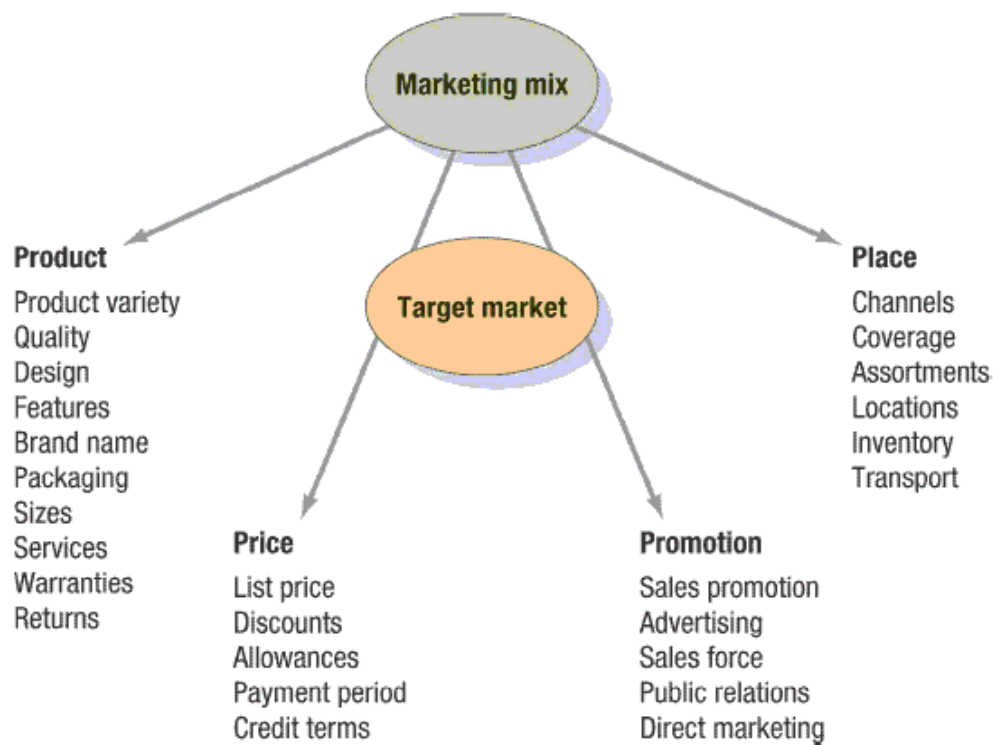 Marketing mix
Target market
Product
Product variety
Quality
Design
Features
Brand name
Packaging
Sizes
Services
Warranties
Returns
Price
List price
Discounts
Allowances
Payment period
Credit terms
Promotion
Sales promotion
Advertising
Sales force
Public relations
Direct marketing
Place
Channels
Coverage
Assortments
Locations
Inventory
Transport